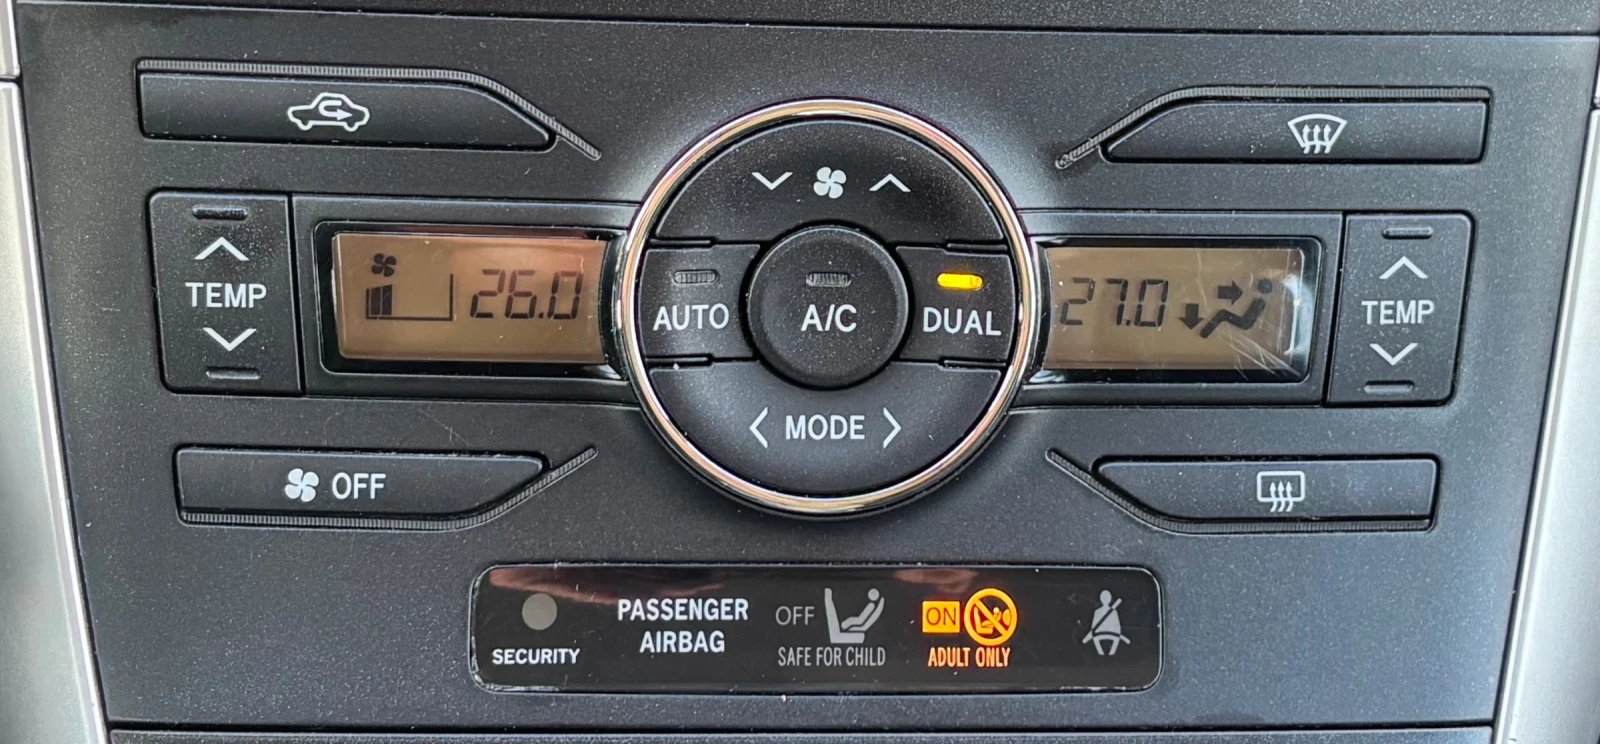 TEMP
26.0
AUTO
A/C
DUAL
27.0
TEMP
MODE
OFF
SECURITY
PASSENGER
AIRBAG
OFF
SAFE FOR CHILD
ON
ADULT ONLY